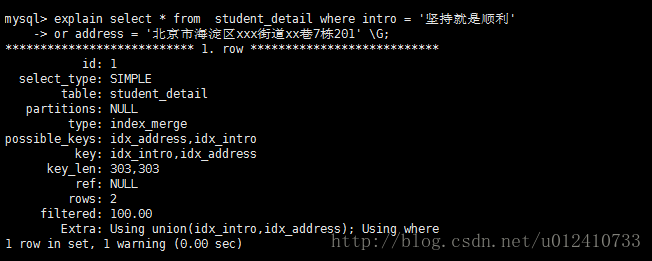 mysql> explain select * from  student_detail where intro = '坚持就是顺利'
    -> or address = '北京市海淀区xxx街道xx巷7栋201' \G;
*************************** 1. row ***************************
           id: 1
  select_type: SIMPLE
        table: student_detail
   partitions: NULL
         type: index_merge
possible_keys: idx_address,idx_intro
          key: idx_intro,idx_address
      key_len: 303,303
          ref: NULL
         rows: 2
     filtered: 100.00
        Extra: Using union(idx_intro,idx_address); Using where
1 row in set, 1 warning (0.00 sec)
http://blog.csdn.net/u012410733